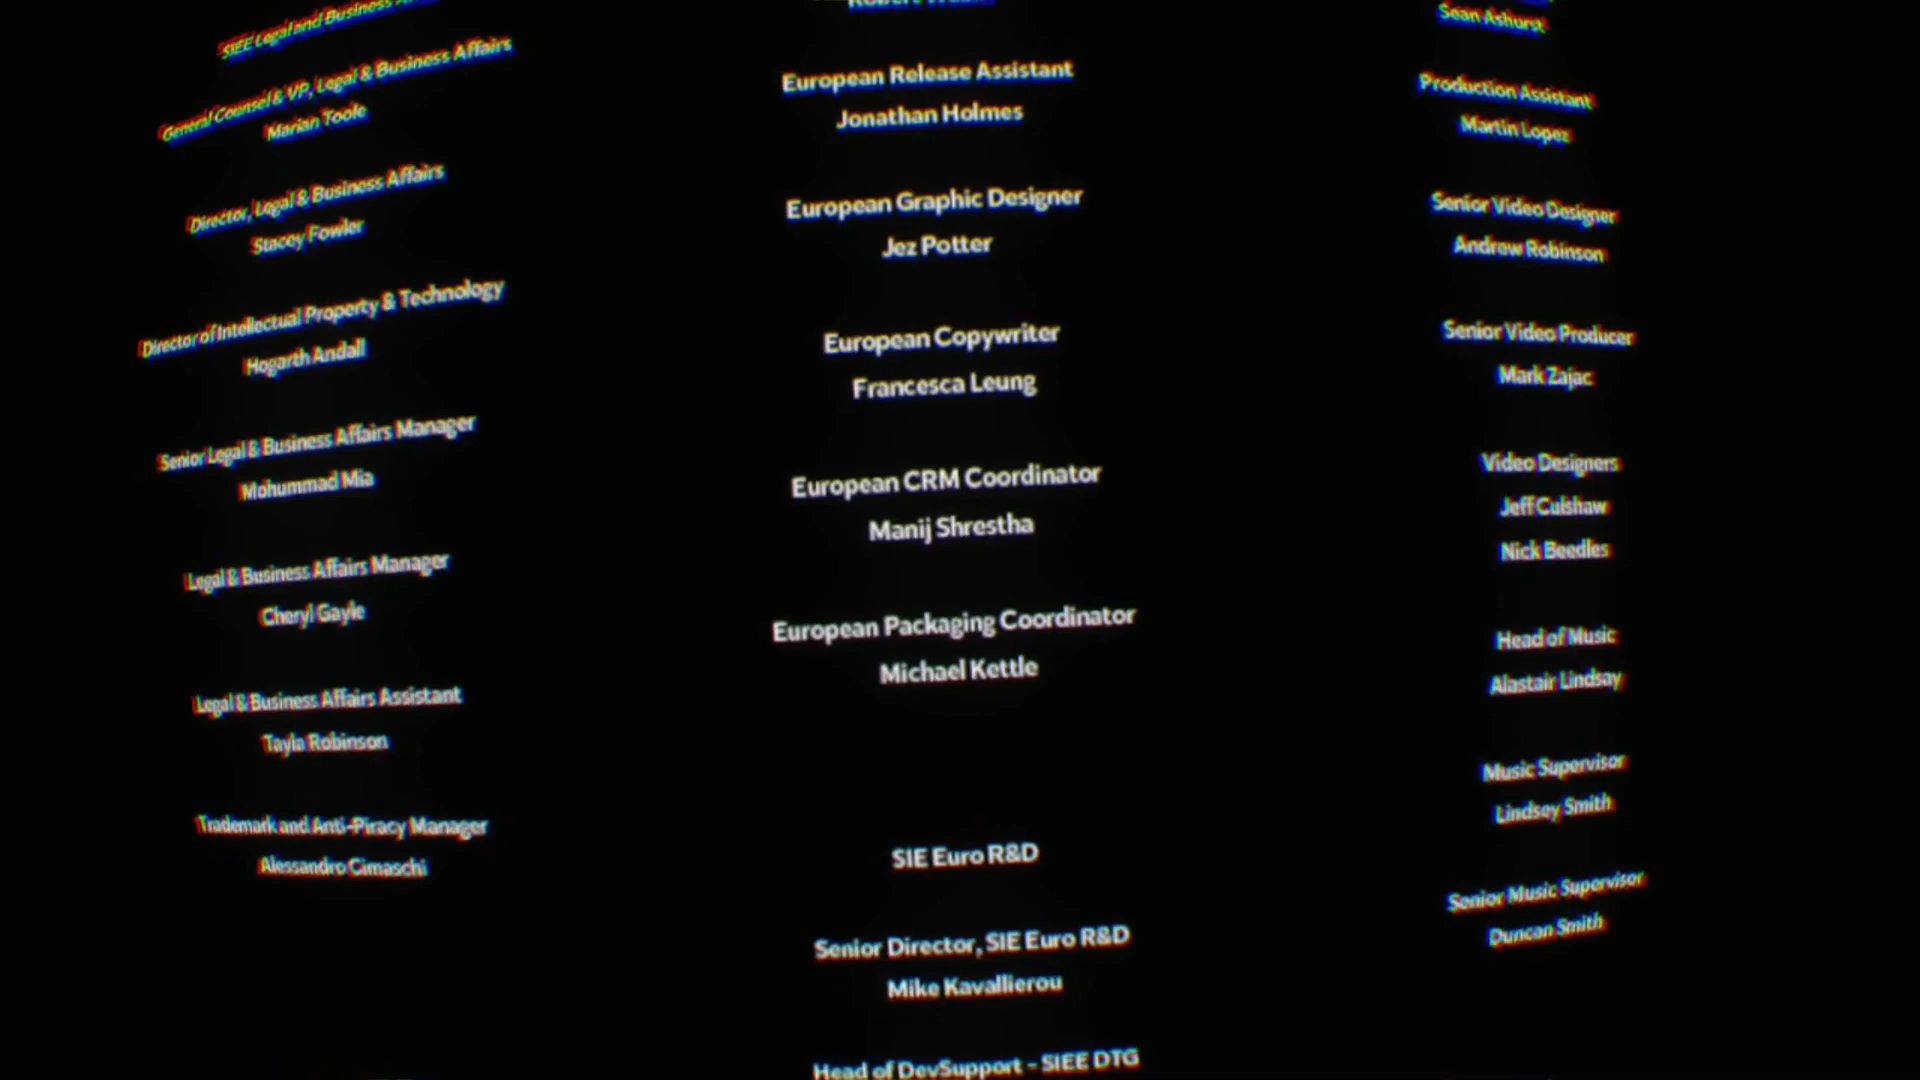 SIEE Legal and Business
General Counsel & VP, Legal & Business Affairs
Marian Toole
Director, Legal & Business Affairs
Stacey Fowler
Director of Intellectual Property & Technology
Hogarth Andall
Senior Legal & Business Affairs Manager
Mohummad Mia
Legal & Business Affairs Manager
Cheryl Gayle
Legal & Business Affairs Assistant
Tayla Robinson
Trademark and Anti-Piracy Manager
Alessandro Cimaschi
European Release Assistant
Jonathan Holmes
European Graphic Designer
Jez Potter
European Copywriter
Francesca Leung
European CRM Coordinator
Manij Shrestha
European Packaging Coordinator
Michael Kettle
SIE Euro R&D
Senior Director, SIE Euro R&D
Mike Kavallierou
Head of DevSupport - SIEE DTG
Sean Ashurst
Production Assistant
Martin Lopez
Senior Video Designer
Andrew Robinson
Senior Video Producer
Mark Zajac
Video Designers
Jeff Culshaw
Nick Beedles
Head of Music
Alastair Lindsay
Music Supervisor
Lindsey Smith
Senior Music Supervisor
Duncan Smith